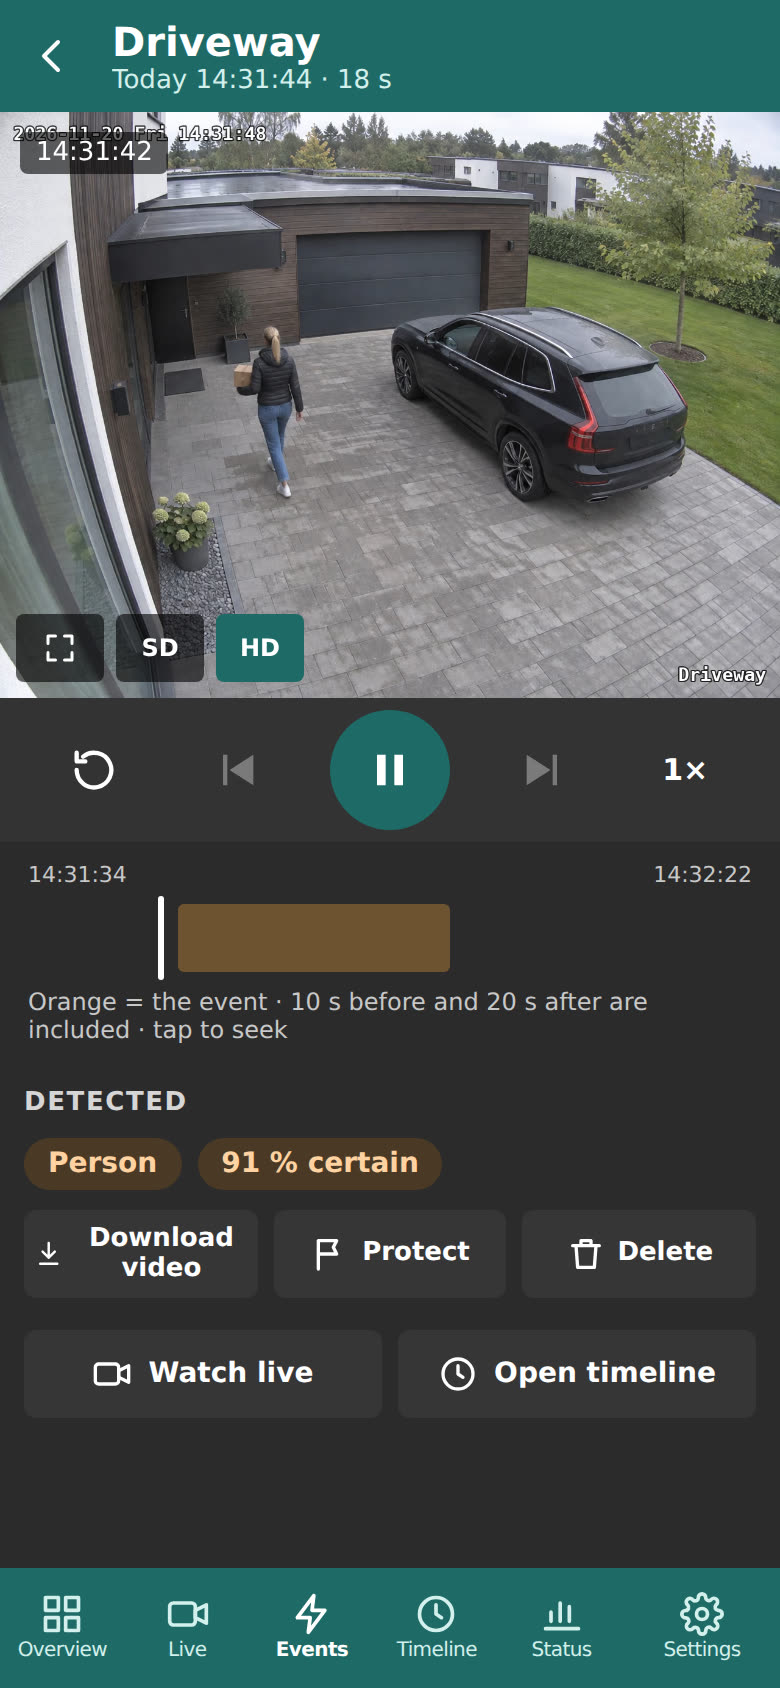 Driveway
Today 14:31:44 · 18 s
2026-11-20 Fri 14:31:48
14:31:42
SD
HD
Driveway
1×
14:31:34
14:32:22
Orange = the event · 10 s before and 20 s after are
included · tap to seek
DETECTED
Person
91 % certain
Download
video
Protect
Delete
Watch live
Open timeline
Overview
Live
Events
Timeline
Status
Settings